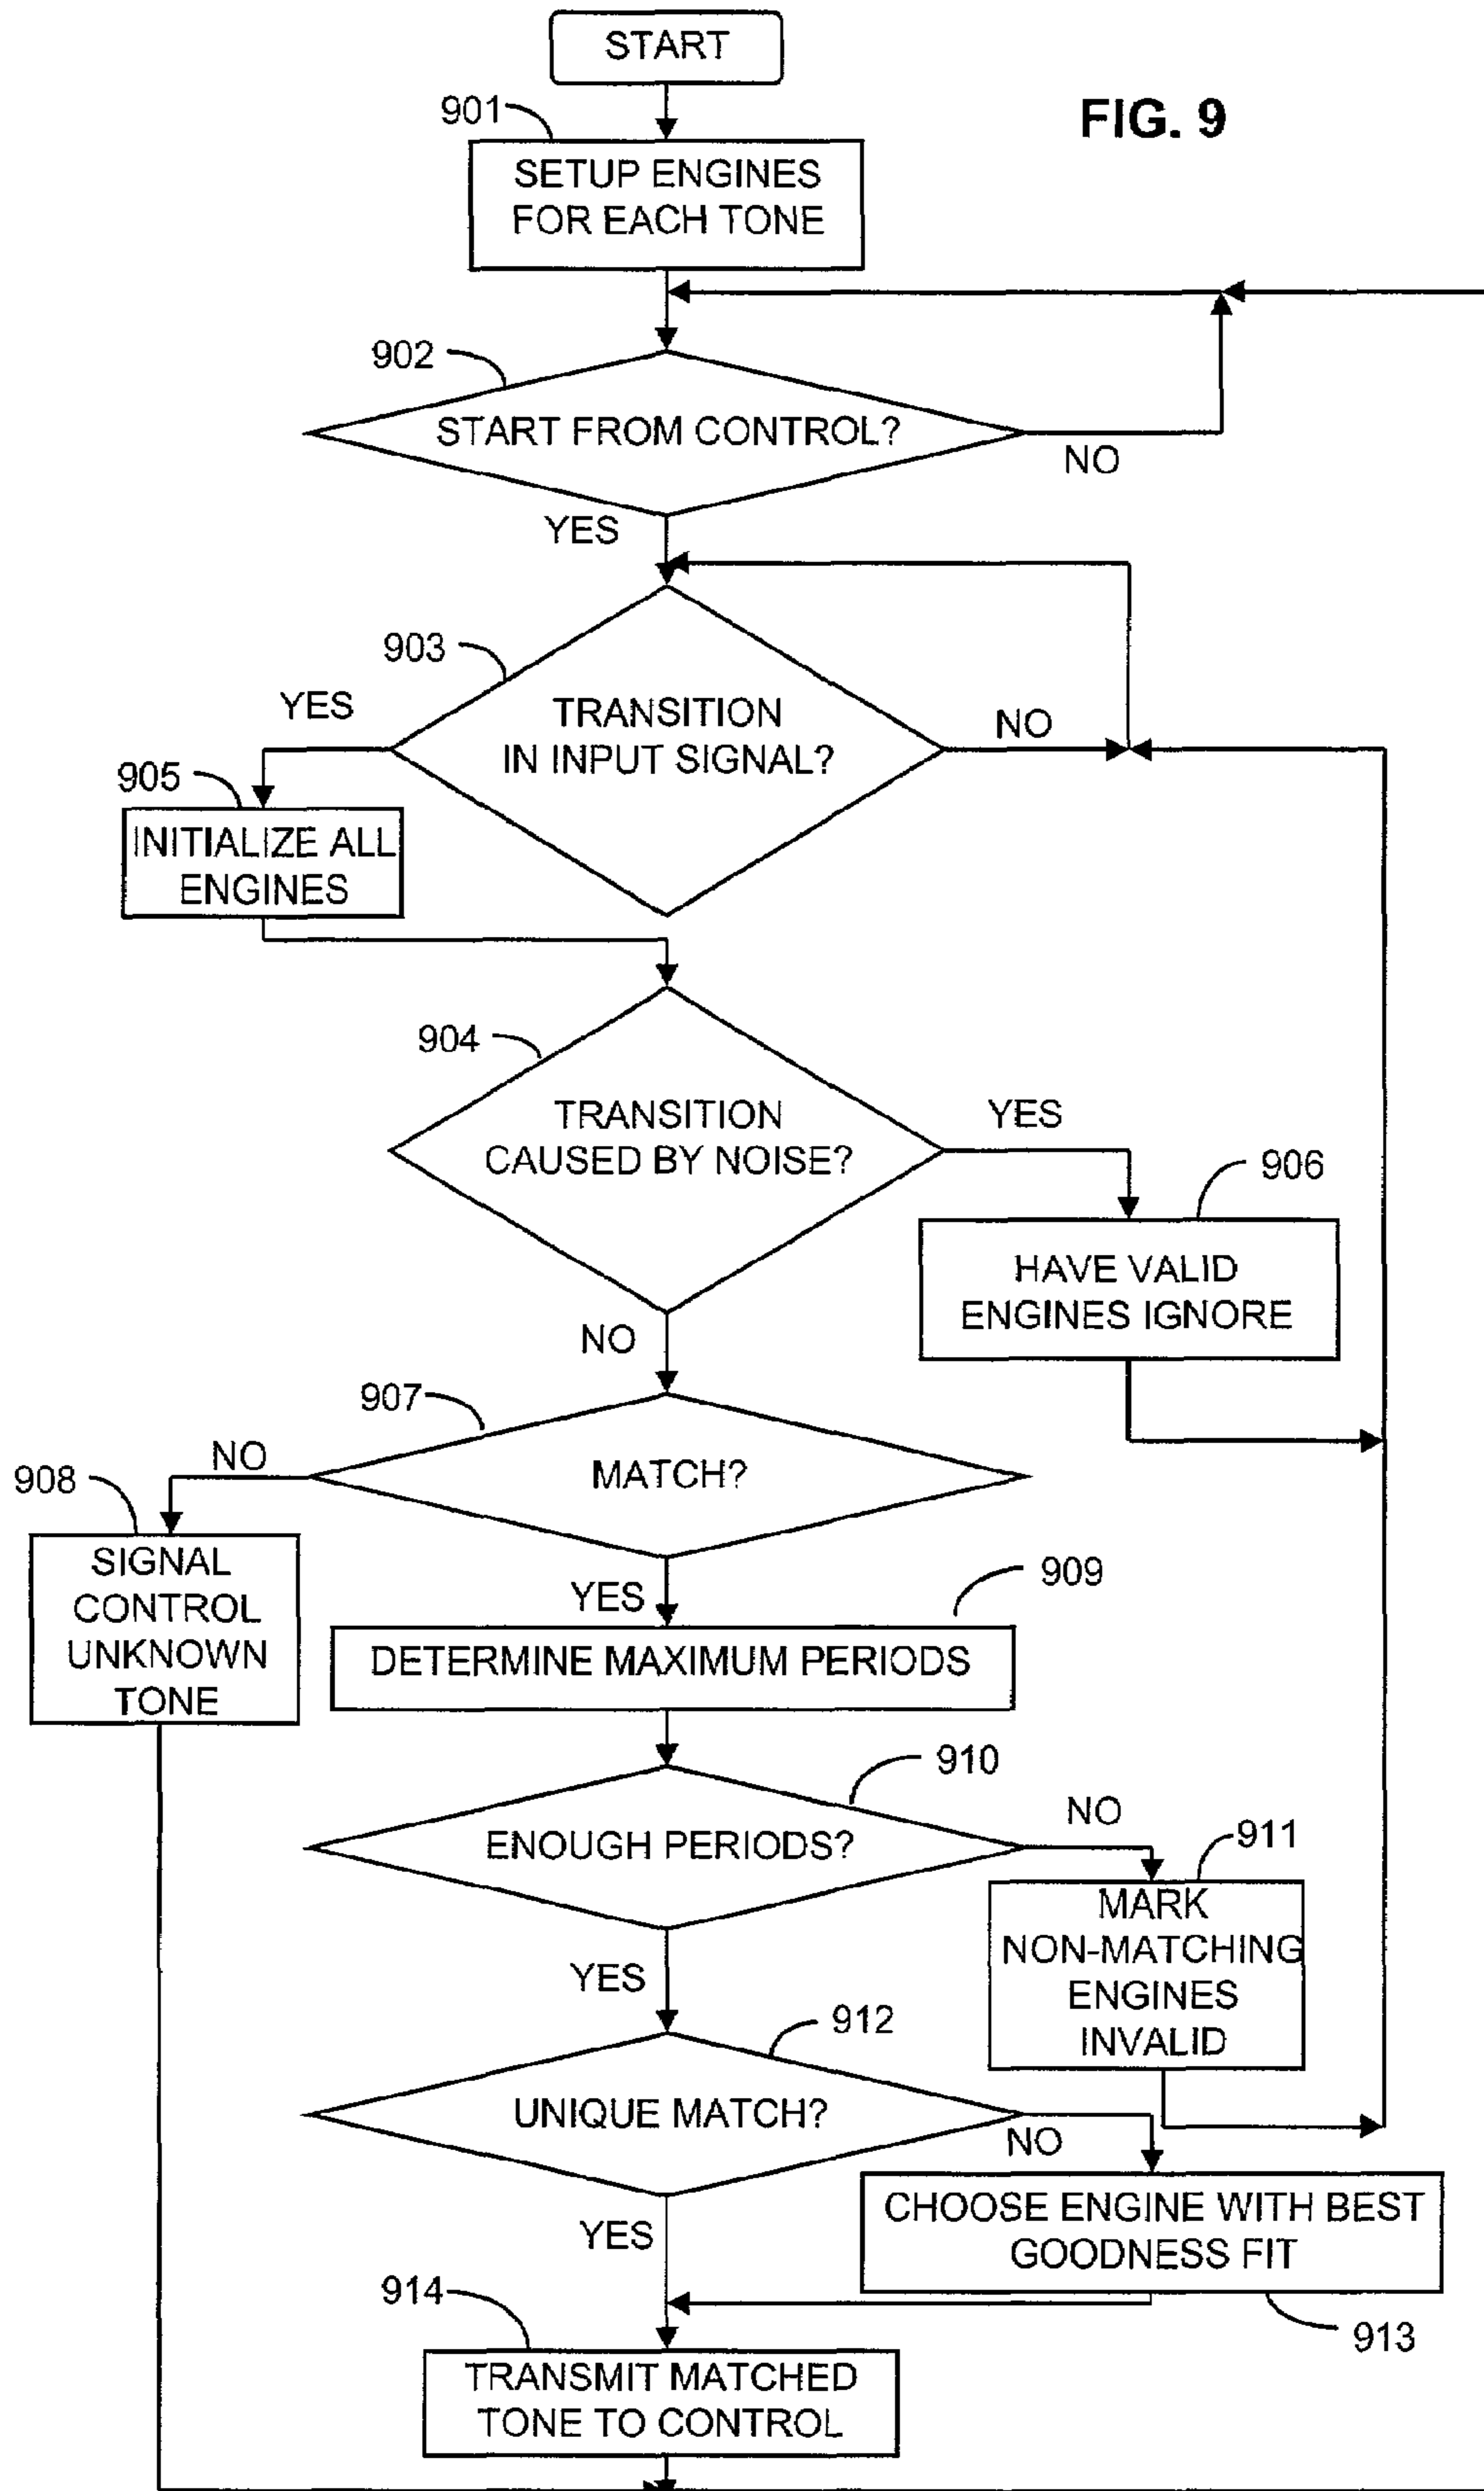 START
FIG. 9
901
SETUP ENGINES
FOR EACH TONE
902
START FROM CONTROL?
NO
YES
903
YES
TRANSITION
IN INPUT SIGNAL?
NO
905
INITIALIZE ALL
ENGINES
904
TRANSITION
CAUSED BY NOISE?
YES
906
HAVE VALID
ENGINES IGNORE
NO
907
NO
MATCH?
908
SIGNAL
CONTROL
UNKNOWN
TONE
YES
909
DETERMINE MAXIMUM PERIODS
910
ENOUGH PERIODS?
NO
911
MARK
NON-MATCHING
ENGINES
INVALID
YES
912
UNIQUE MATCH?
NO
YES
CHOOSE ENGINE WITH BEST
GOODNESS FIT
913
914
TRANSMIT MATCHED
TONE TO CONTROL